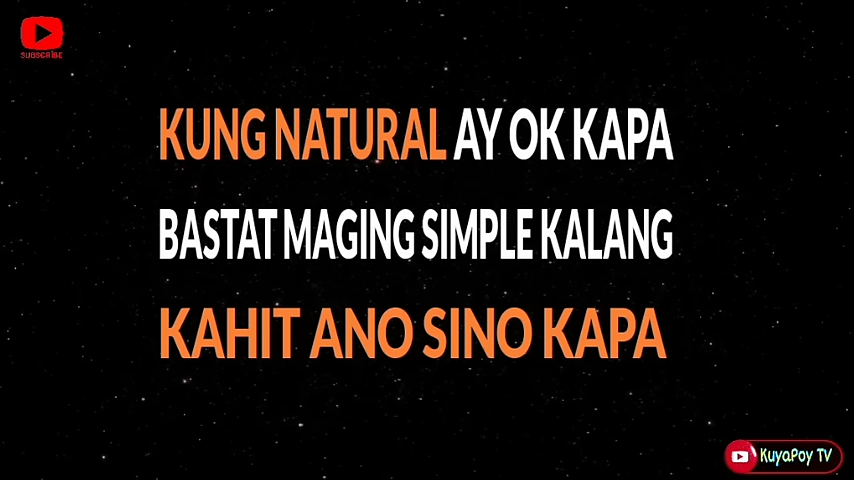 SUBSCRIBE
KUNG NATURAL AY OK KAPA
BASTAT MAGING SIMPLE KALANG
KAHIT ANO SINO KAPA
KuyaPoy TV